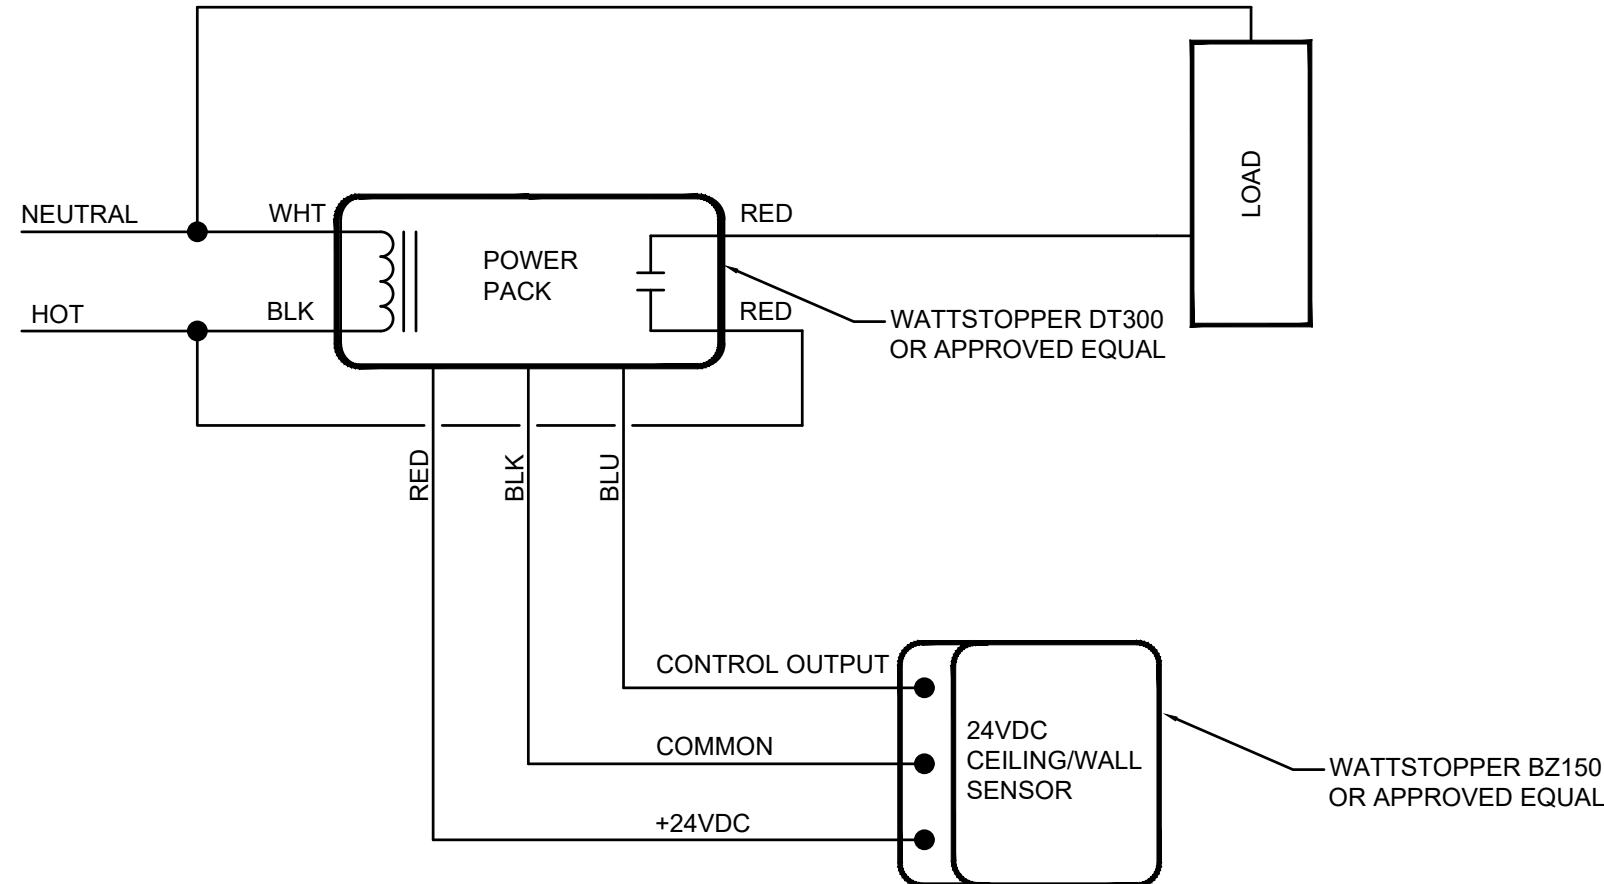 LOAD
NEUTRAL
WHT
RED
POWER
PACK
HOT
BLK
RED
WATTSTOPPER DT300
OR APPROVED EQUAL
RED
BLK
BLU
CONTROL OUTPUT
COMMON
+24VDC
24VDC
CEILING/WALL
SENSOR
WATTSTOPPER BZ150
OR APPROVED EQUAL